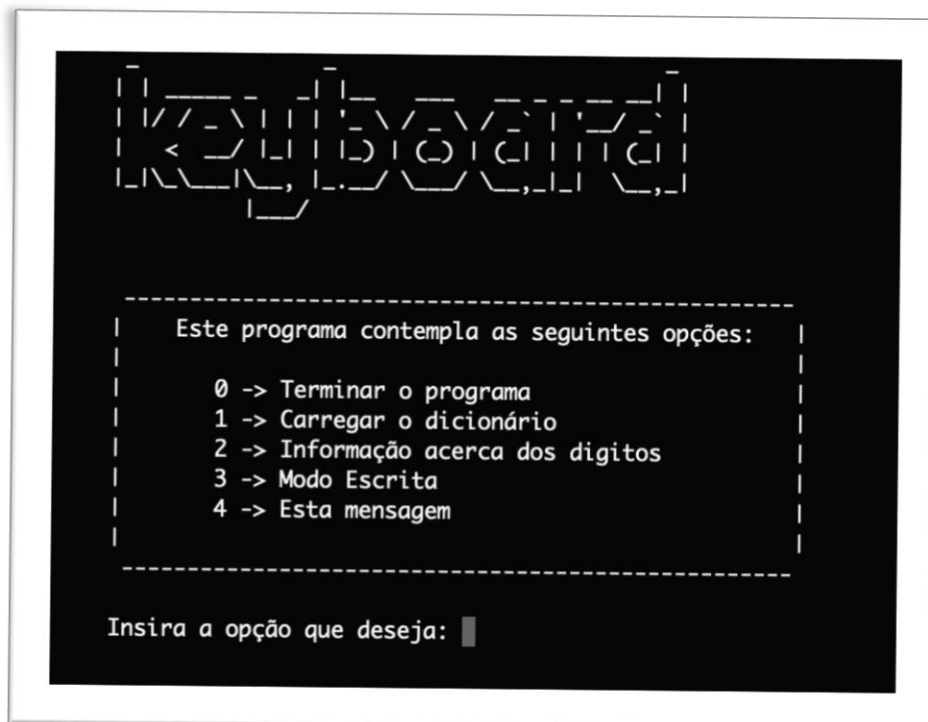 keyboard
Este programa contempla as seguintes opções:
0 -> Terminar o programa
1 -> Carregar o dicionário
2 -> Informação acerca dos digitos
3 -> Modo Escrita
4 -> Esta mensagem
Insira a opção que deseja: